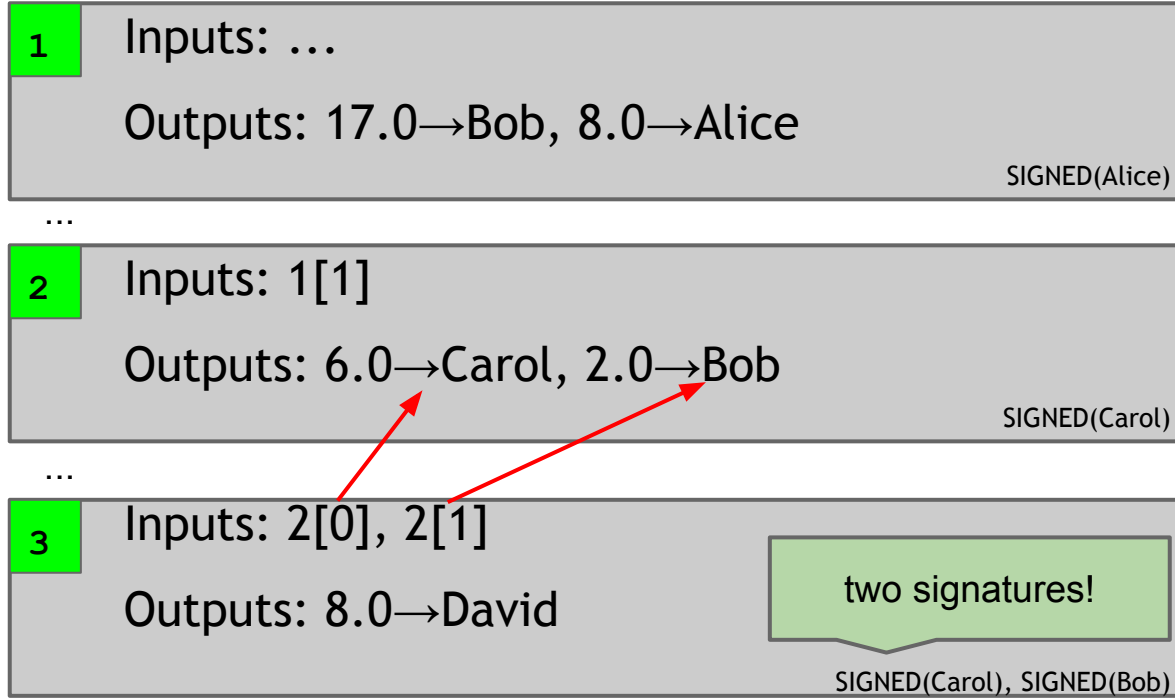 1
Inputs: ...
Outputs: 17.0→Bob, 8.0→Alice
SIGNED(Alice)
...
2
Inputs: 1[1]
Outputs: 6.0→Carol, 2.0→Bob
SIGNED(Carol)
...
3
Inputs: 2[0], 2[1]
Outputs: 8.0→David
two signatures!
SIGNED(Carol), SIGNED(Bob)